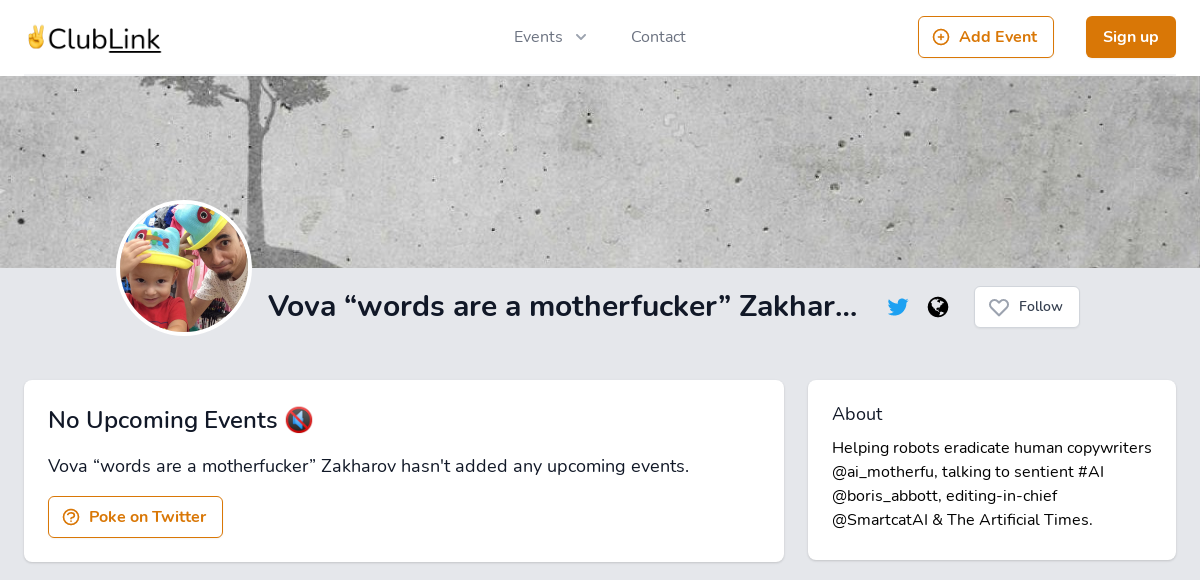 ✌️ClubLink
Events
Contact
Add Event
Sign up
Vova “words are a motherfucker” Zakhar...
Follow
No Upcoming Events 🔇
Vova “words are a motherfucker” Zakharov hasn't added any upcoming events.
Poke on Twitter
About
Helping robots eradicate human copywriters
@ai_motherfu, talking to sentient #AI
@boris_abbott, editing-in-chief
@SmartcatAI & The Artificial Times.